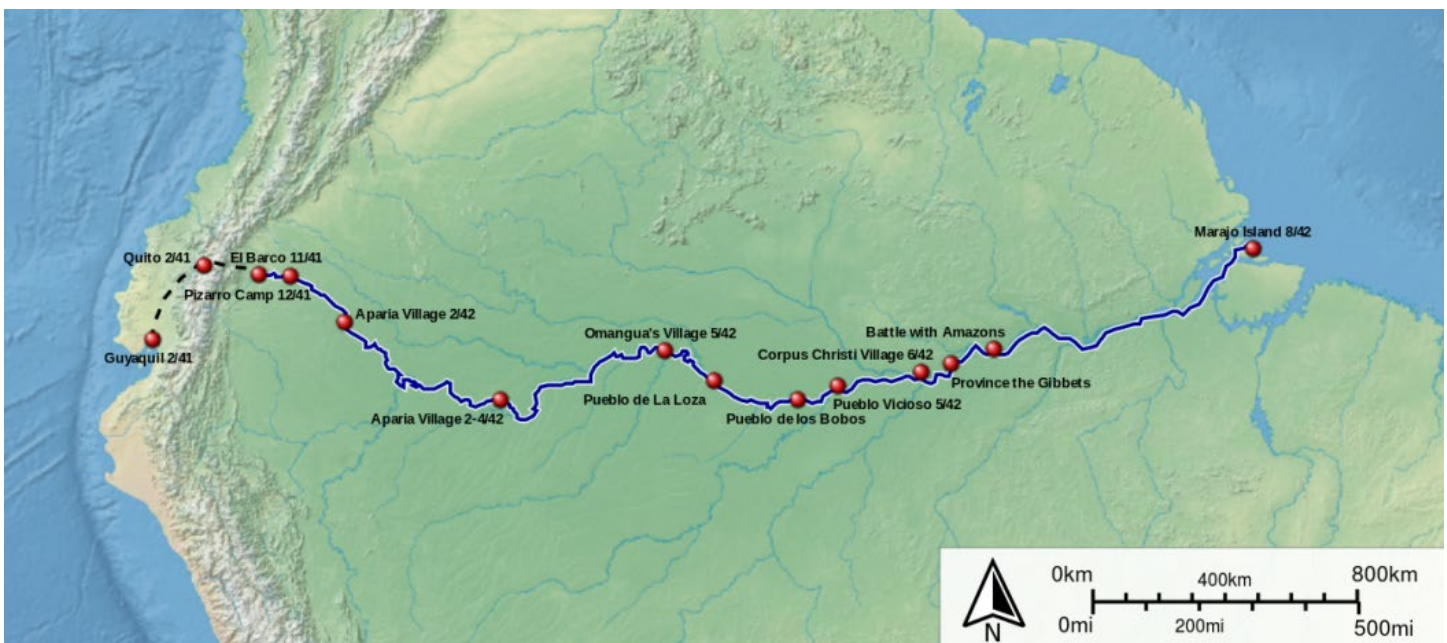 Quito 2/41
El Barco 11/41
Pizarro Camp 12/41
Guyaquil 2/41
Aparia Village 2/42
Aparia Village 2-4/42
Omangua's Village 5/42
Pueblo de La Loza
Pueblo de los Bobos
Pueblo Vicioso 5/42
Corpus Christi Village 6/42
Province the Gibbets
Battle with Amazons
Marajo Island 8/42
0km 400km 800km
0mi 200mi 500mi
N